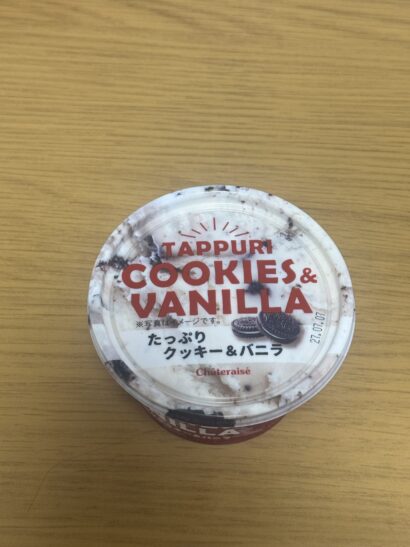 TAPPURI
COOKIES &
VANILLA
※写真はイメージです。
たっぷり
クッキー&バニラ
27.07.07
Châteraisé